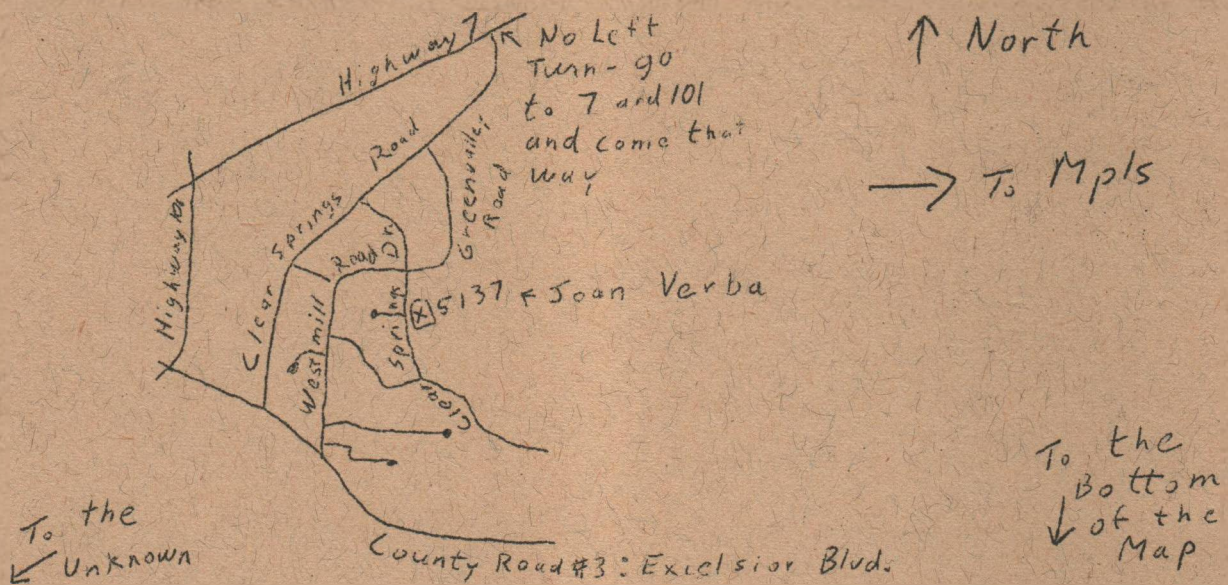 Highway 7
No Left
Turn - go
to 7 and 101
and come that
way
↑ North
→ To Mpls
Highway 101
Clear Springs Road
Greenvalley
Road
Westmill Road
Clear Springs Dr.
X 5137 ← Joan Verba
To the
Unknown
To the
Bottom
of the
Map
County Road #3: Excelsior Blvd.